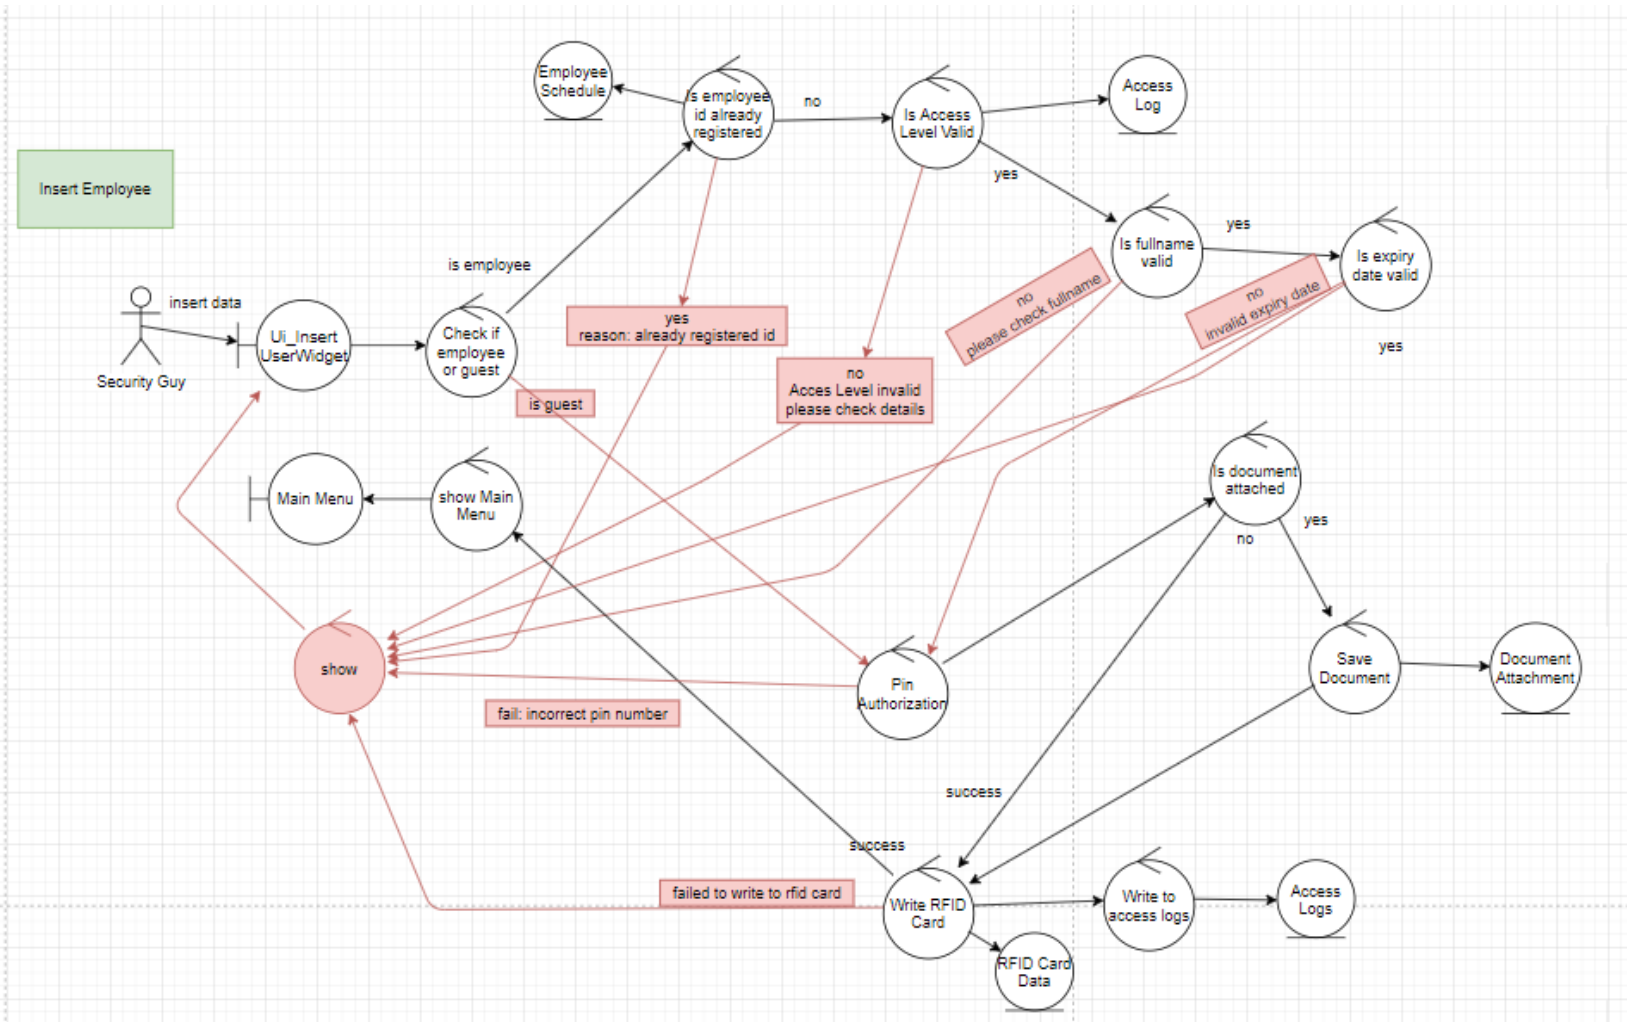 Employee
Schedule
Is employee
id already
registered
no
Is Access
Level Valid
Access
Log
Insert Employee
yes
Is fullname
valid
yes
Is expiry
date valid
is employee
no
please check fullname
no
invalid expiry date
insert data
Security Guy
Ui_Insert
UserWidget
Check if
employee
or guest
yes
reason: already registered id
yes
is guest
no
Acces Level invalid
please check details
Main Menu
show Main
Menu
Is document
attached
yes
no
show
Pin
Authorization
Save
Document
Document
Attachment
fail: incorrect pin number
success
success
failed to write to rfid card
Write RFID
Card
Write to
access logs
Access
Logs
RFID Card
Data